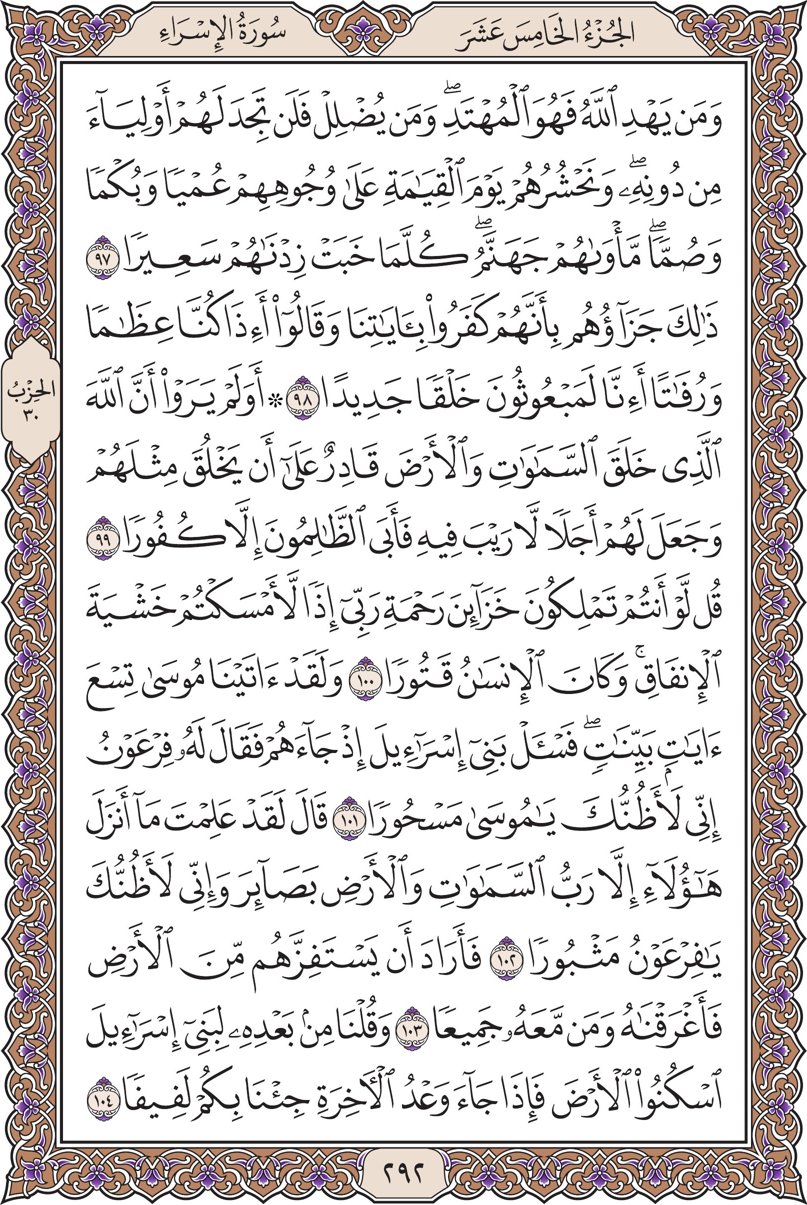 الجُزْءُ الخَامِسَ عَشَرَ
سُورَةُ الإِسْرَاءِ
وَمَن يَهْدِ ٱللَّهُ فَهُوَ ٱلْمُهْتَدِۖ وَمَن يُضْلِلْ فَلَن تَجِدَ لَهُمْ أَوْلِيَآءَ
مِن دُونِهِۦۖ وَنَحْشُرُهُمْ يَوْمَ ٱلْقِيَٰمَةِ عَلَىٰ وُجُوهِهِمْ عُمْيًا وَبُكْمًا
وَصُمًّاۖ مَّأْوَىٰهُمْ جَهَنَّمُۖ كُلَّمَا خَبَتْ زِدْنَٰهُمْ سَعِيرًا ٩٧
ذَٰلِكَ جَزَآؤُهُم بِأَنَّهُمْ كَفَرُوا۟ بِـَٔايَٰتِنَا وَقَالُوٓا۟ أَءِذَا كُنَّا عِظَٰمًا
وَرُفَٰتًا أَءِنَّا لَمَبْعُوثُونَ خَلْقًا جَدِيدًا ٩٨ ۞ أَوَلَمْ يَرَوْا۟ أَنَّ ٱللَّهَ
ٱلَّذِى خَلَقَ ٱلسَّمَٰوَٰتِ وَٱلْأَرْضَ قَادِرٌ عَلَىٰٓ أَن يَخْلُقَ مِثْلَهُمْ
وَجَعَلَ لَهُمْ أَجَلًا لَّا رَيْبَ فِيهِ فَأَبَى ٱلظَّٰلِمُونَ إِلَّا كُفُورًا ٩٩
قُل لَّوْ أَنتُمْ تَمْلِكُونَ خَزَآئِنَ رَحْمَةِ رَبِّىٓ إِذًا لَّأَمْسَكْتُمْ خَشْيَةَ
ٱلْإِنفَاقِۚ وَكَانَ ٱلْإِنسَٰنُ قَتُورًا ١٠٠ وَلَقَدْ ءَاتَيْنَا مُوسَىٰ تِسْعَ
ءَايَٰتٍۭ بَيِّنَٰتٍۖ فَسْـَٔلْ بَنِىٓ إِسْرَٰٓءِيلَ إِذْ جَآءَهُمْ فَقَالَ لَهُۥ فِرْعَوْنُ
إِنِّى لَأَظُنُّكَ يَٰمُوسَىٰ مَسْحُورًا ١٠١ قَالَ لَقَدْ عَلِمْتَ مَآ أَنزَلَ
هَٰٓؤُلَآءِ إِلَّا رَبُّ ٱلسَّمَٰوَٰتِ وَٱلْأَرْضِ بَصَآئِرَ وَإِنِّى لَأَظُنُّكَ
يَٰفِرْعَوْنُ مَثْبُورًا ١٠٢ فَأَرَادَ أَن يَسْتَفِزَّهُم مِّنَ ٱلْأَرْضِ
فَأَغْرَقْنَٰهُ وَمَن مَّعَهُۥ جَمِيعًا ١٠٣ وَقُلْنَا مِنۢ بَعْدِهِۦ لِبَنِىٓ إِسْرَٰٓءِيلَ
ٱسْكُنُوا۟ ٱلْأَرْضَ فَإِذَا جَآءَ وَعْدُ ٱلْـَٔاخِرَةِ جِئْنَا بِكُمْ لَفِيفًا ١٠٤
الحِزْبُ
٣٠
٢٩٢